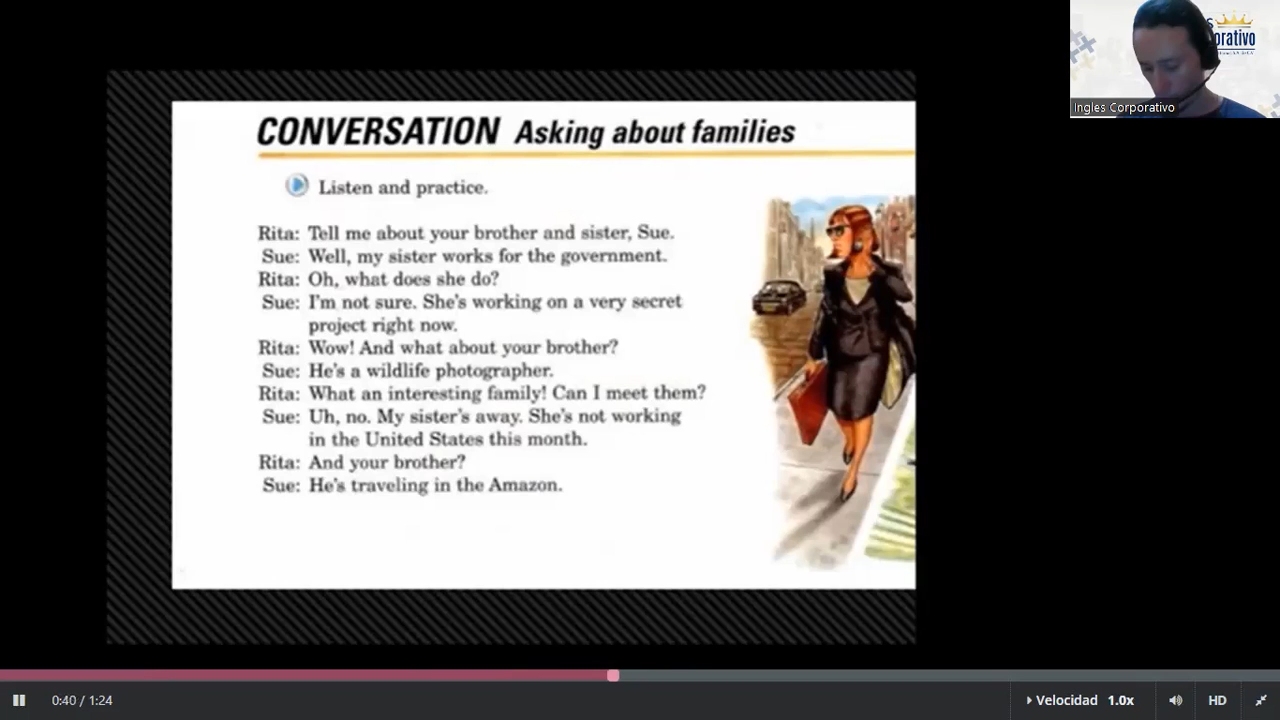 CONVERSATION Asking about families
Listen and practice.
Rita: Tell me about your brother and sister, Sue.
Sue: Well, my sister works for the government.
Rita: Oh, what does she do?
Sue: I'm not sure. She's working on a very secret
project right now.
Rita: Wow! And what about your brother?
Sue: He's a wildlife photographer.
Rita: What an interesting family! Can I meet them?
Sue: Uh, no. My sister's away. She's not working
in the United States this month.
Rita: And your brother?
Sue: He's traveling in the Amazon.
Ingles Corporativo
0:40 / 1:24
Velocidad 1.0x
HD